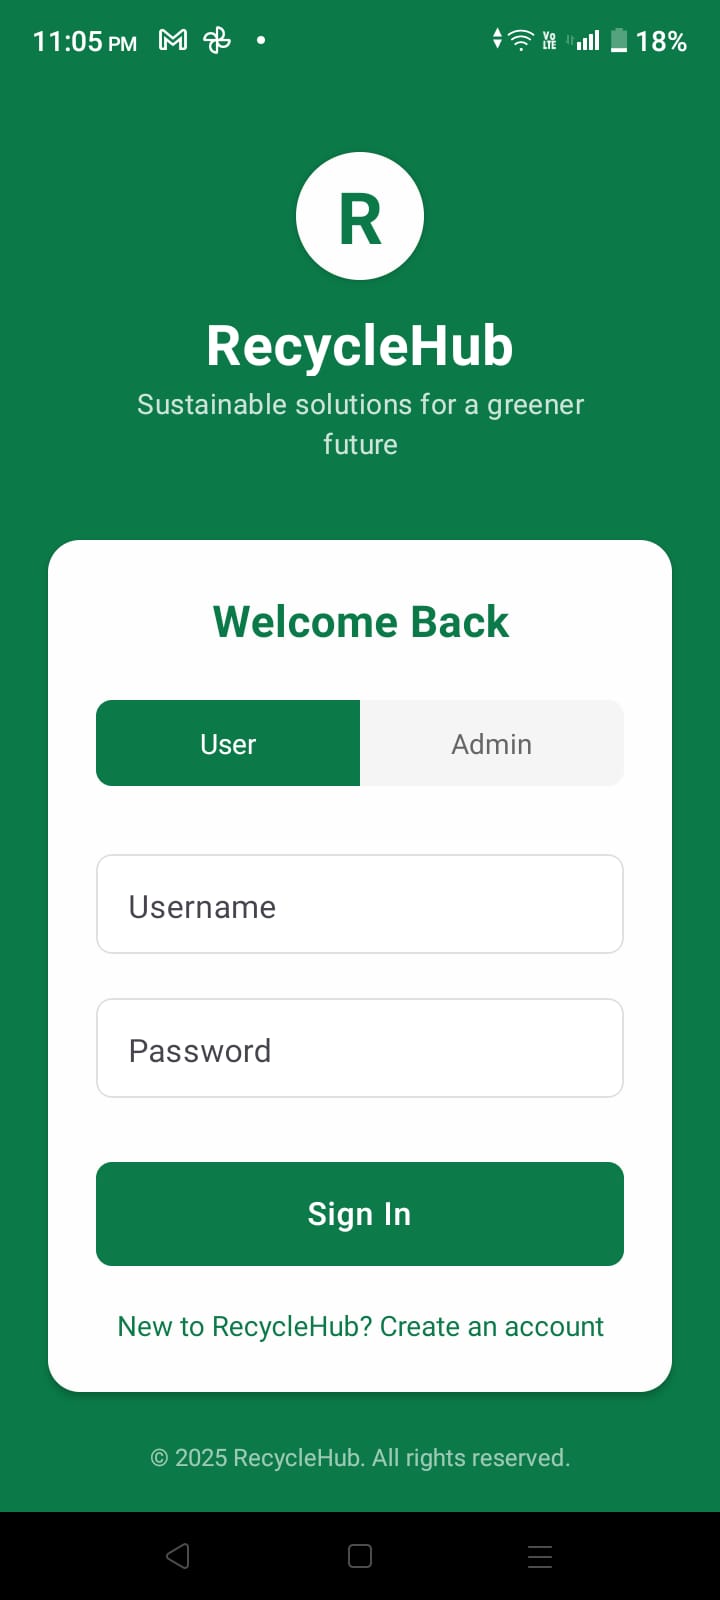 11:05 PM
Vo LTE
18%
R
RecycleHub
Sustainable solutions for a greener
future
Welcome Back
User
Admin
Username
Password
Sign In
New to RecycleHub? Create an account
© 2025 RecycleHub. All rights reserved.